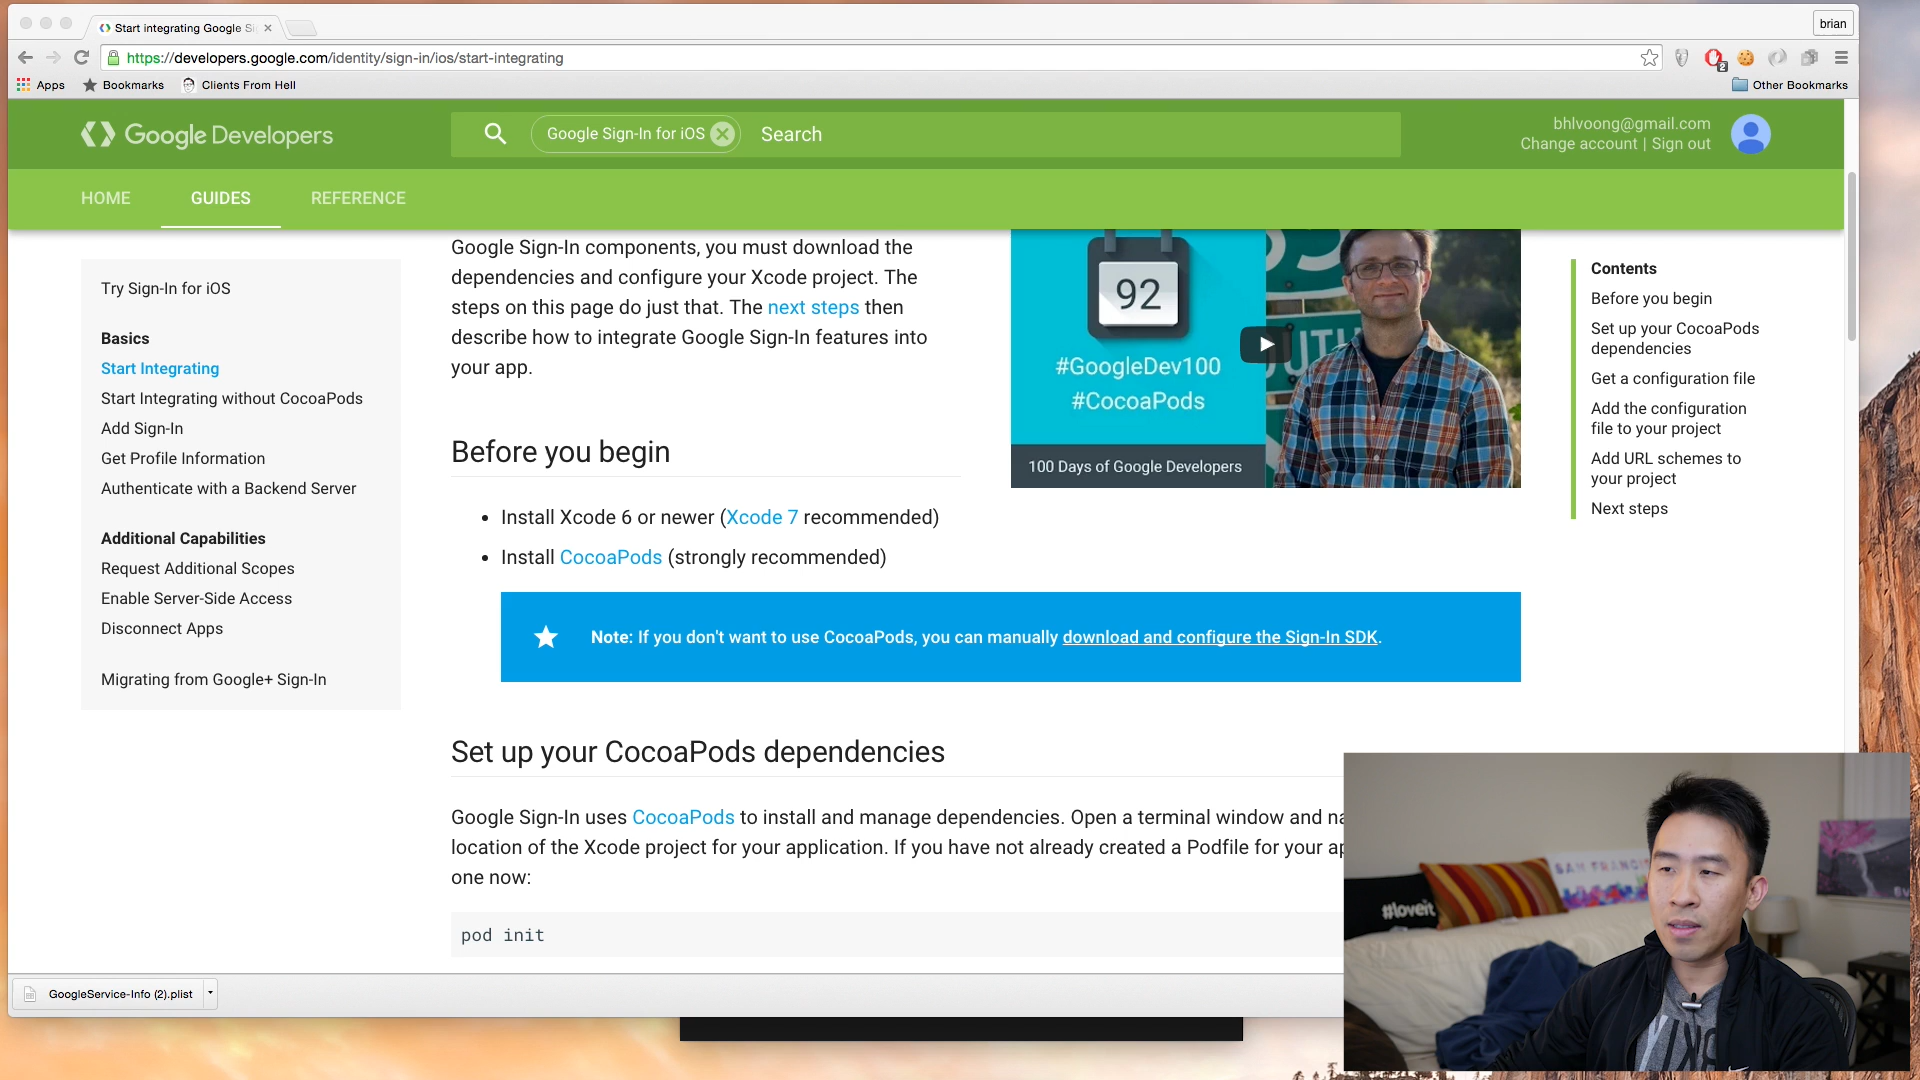 Start integrating Google Si
brian
https://developers.google.com/identity/sign-in/ios/start-integrating
2
Apps
Bookmarks
Clients From Hell
Other Bookmarks
Google Developers
Google Sign-In for iOS
Search
bhlvoong@gmail.com
Change account | Sign out
HOME
GUIDES
REFERENCE
Try Sign-In for iOS
Basics
Start Integrating
Start Integrating without CocoaPods
Add Sign-In
Get Profile Information
Authenticate with a Backend Server
Additional Capabilities
Request Additional Scopes
Enable Server-Side Access
Disconnect Apps
Migrating from Google+ Sign-In
Google Sign-In components, you must download the
dependencies and configure your Xcode project. The
steps on this page do just that. The next steps then
describe how to integrate Google Sign-In features into
your app.
92
#GoogleDev100
#CocoaPods
100 Days of Google Developers
Before you begin
Install Xcode 6 or newer (Xcode 7 recommended)
Install CocoaPods (strongly recommended)
Note: If you don't want to use CocoaPods, you can manually download and configure the Sign-In SDK.
Set up your CocoaPods dependencies
Google Sign-In uses CocoaPods to install and manage dependencies. Open a terminal window and na
location of the Xcode project for your application. If you have not already created a Podfile for your ap
one now:
pod init
Contents
Before you begin
Set up your CocoaPods
dependencies
Get a configuration file
Add the configuration
file to your project
Add URL schemes to
your project
Next steps
GoogleService-Info (2).plist
#loveit
SAN FRANCIS